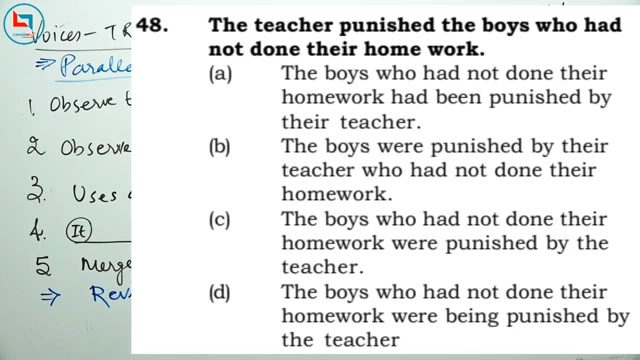 Voices- TR
⇒ Paralle
1. Observe t
2 Observe
3. Uses
4. It
5 Merge
⇒ Rev
48. The teacher punished the boys who had
not done their home work.
(a) The boys who had not done their
homework had been punished by
their teacher.
(b) The boys were punished by their
teacher who had not done their
homework.
(c) The boys who had not done their
homework were punished by the
teacher.
(d) The boys who had not done their
homework were being punished by
the teacher